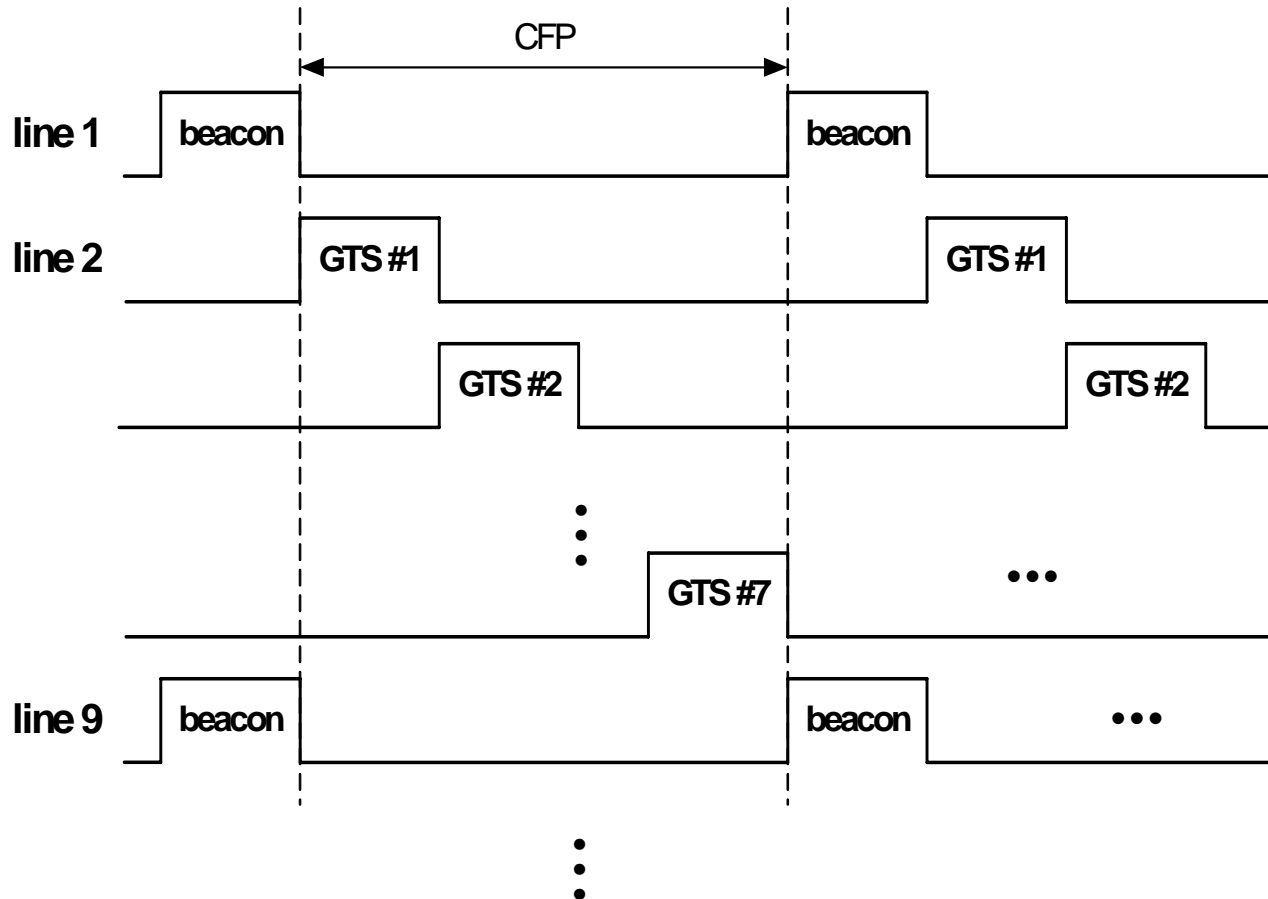 CFP
line 1 beacon beacon
line 2 GTS #1 GTS #1
GTS #2 GTS #2
GTS #7
line 9 beacon beacon